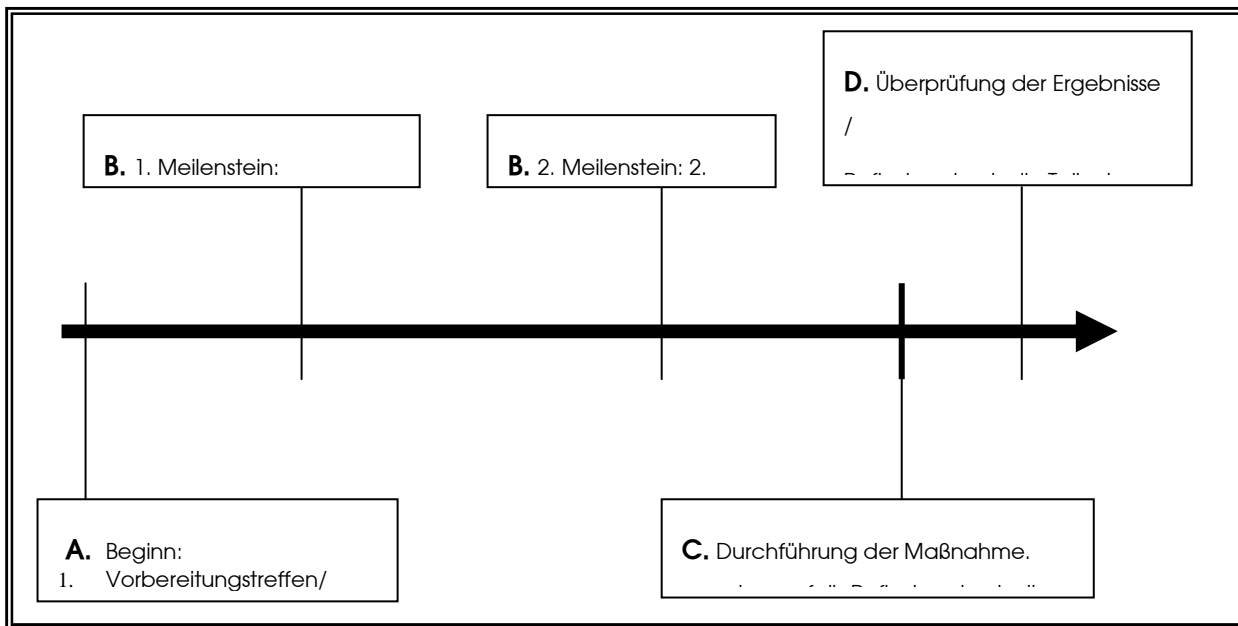 D. Überprüfung der Ergebnisse
/
B. 1. Meilenstein:
B. 2. Meilenstein: 2.
A. Beginn:
1. Vorbereitungstreffen/
C. Durchführung der Maßnahme.